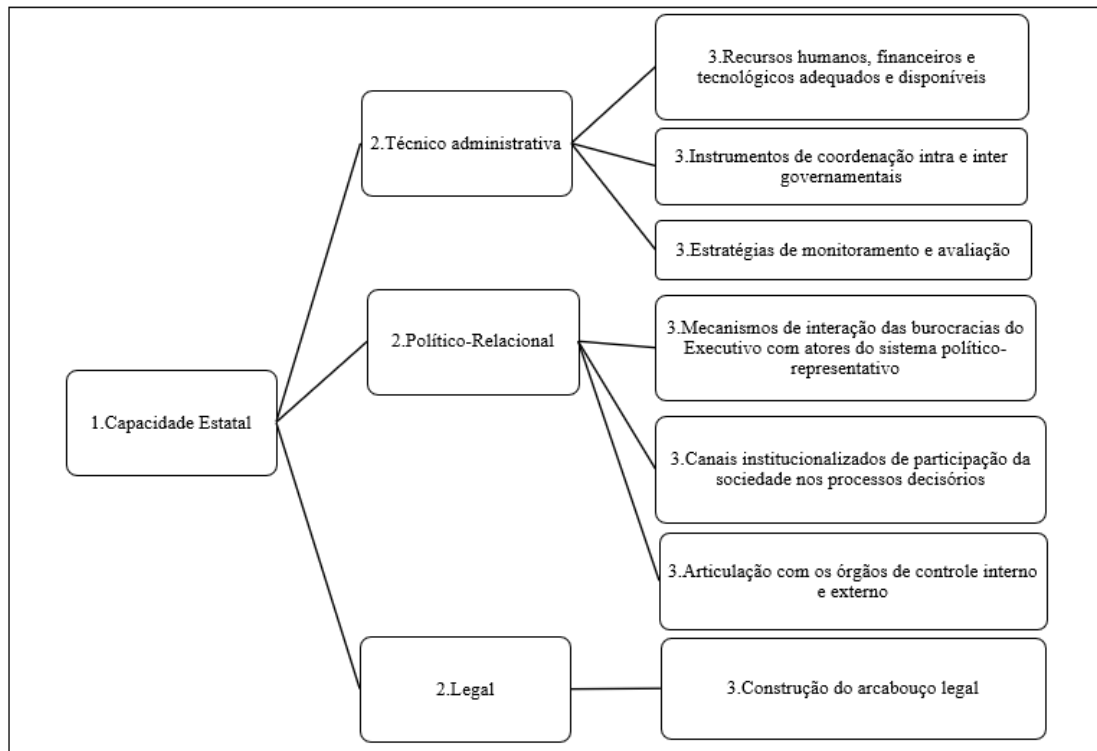 3.Recursos humanos, financeiros e
tecnológicos adequados e disponíveis
2.Técnico administrativa
3.Instrumentos de coordenação intra e inter
governamentais
3.Estratégias de monitoramento e avaliação
2.Político-Relacional
3.Mecanismos de interação das burocracias do
Executivo com atores do sistema político-
representativo
1.Capacidade Estatal
3.Canais institucionalizados de participação da
sociedade nos processos decisórios
3.Articulação com os órgãos de controle interno
e externo
2.Legal
3.Construção do arcabouço legal